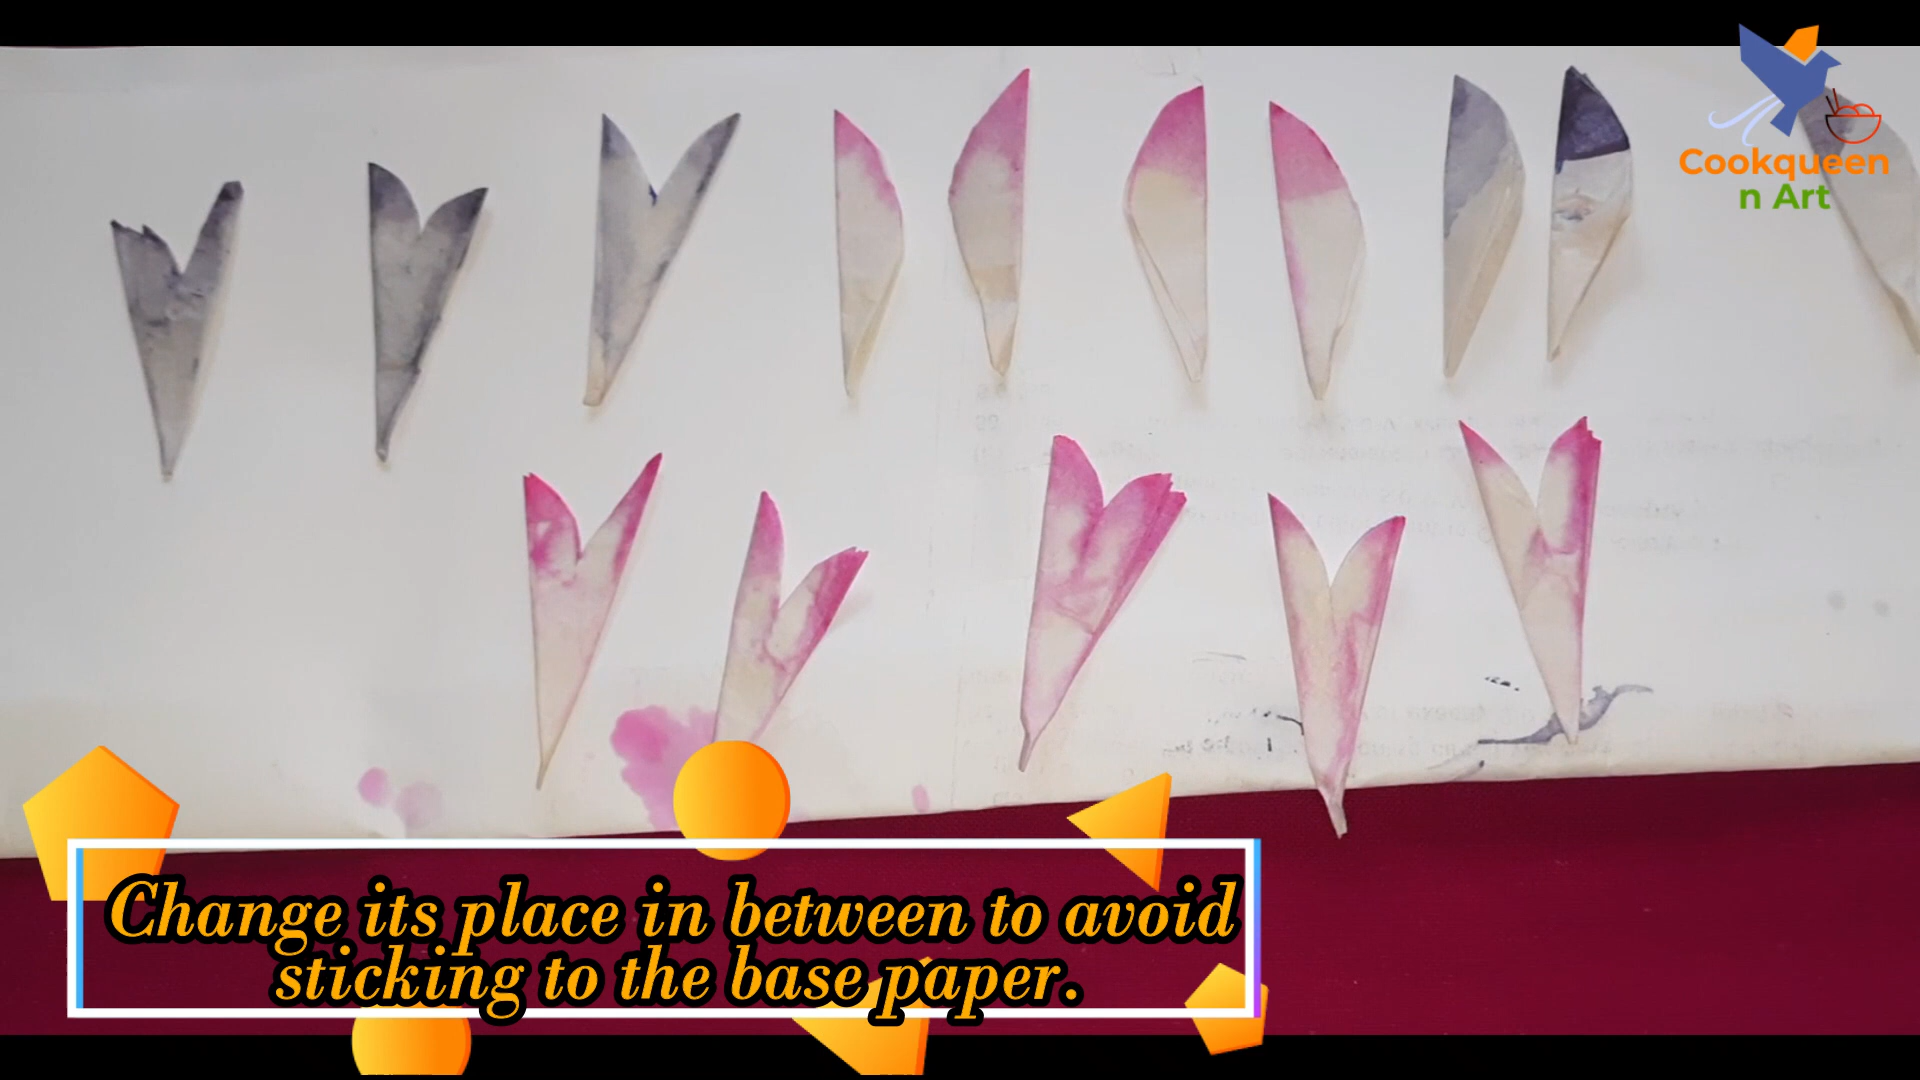 Cookqueen
n Art
Change its place in between to avoid
sticking to the base paper.